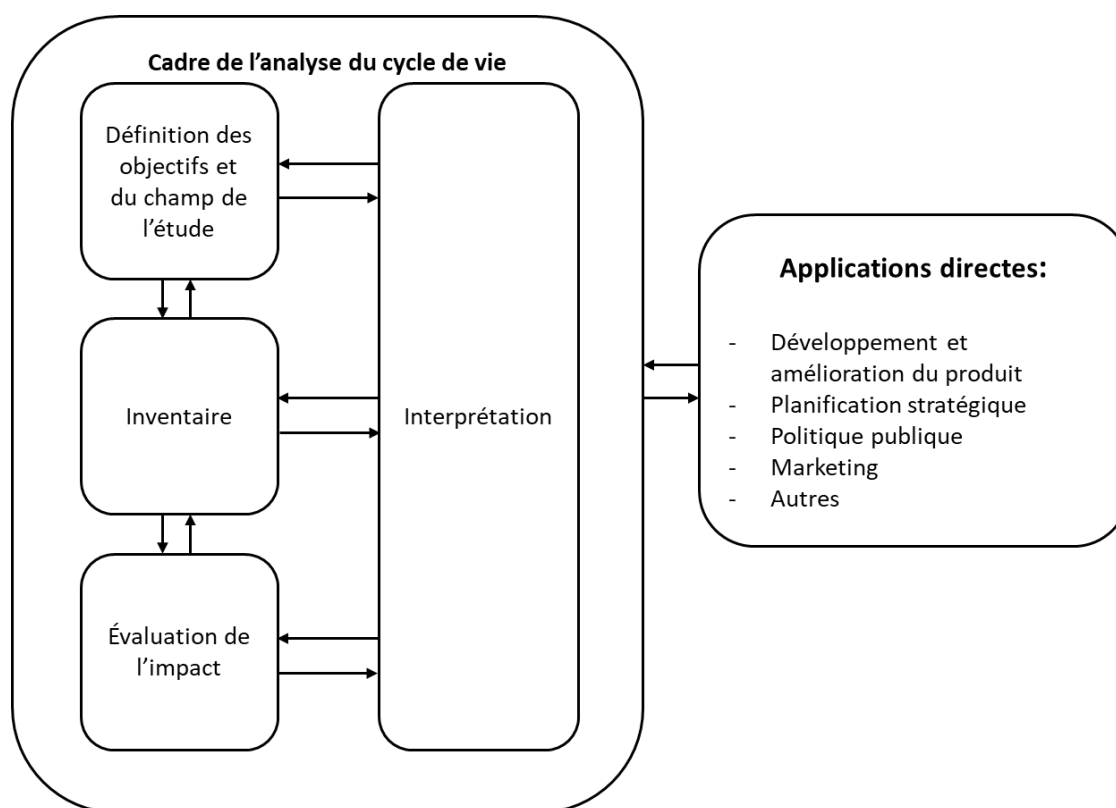 Cadre de l’analyse du cycle de vie
Définition des
objectifs et
du champ de
l’étude
Inventaire
Évaluation de
l’impact
Interprétation
Applications directes:
- Développement et
amélioration du produit
- Planification stratégique
- Politique publique
- Marketing
- Autres